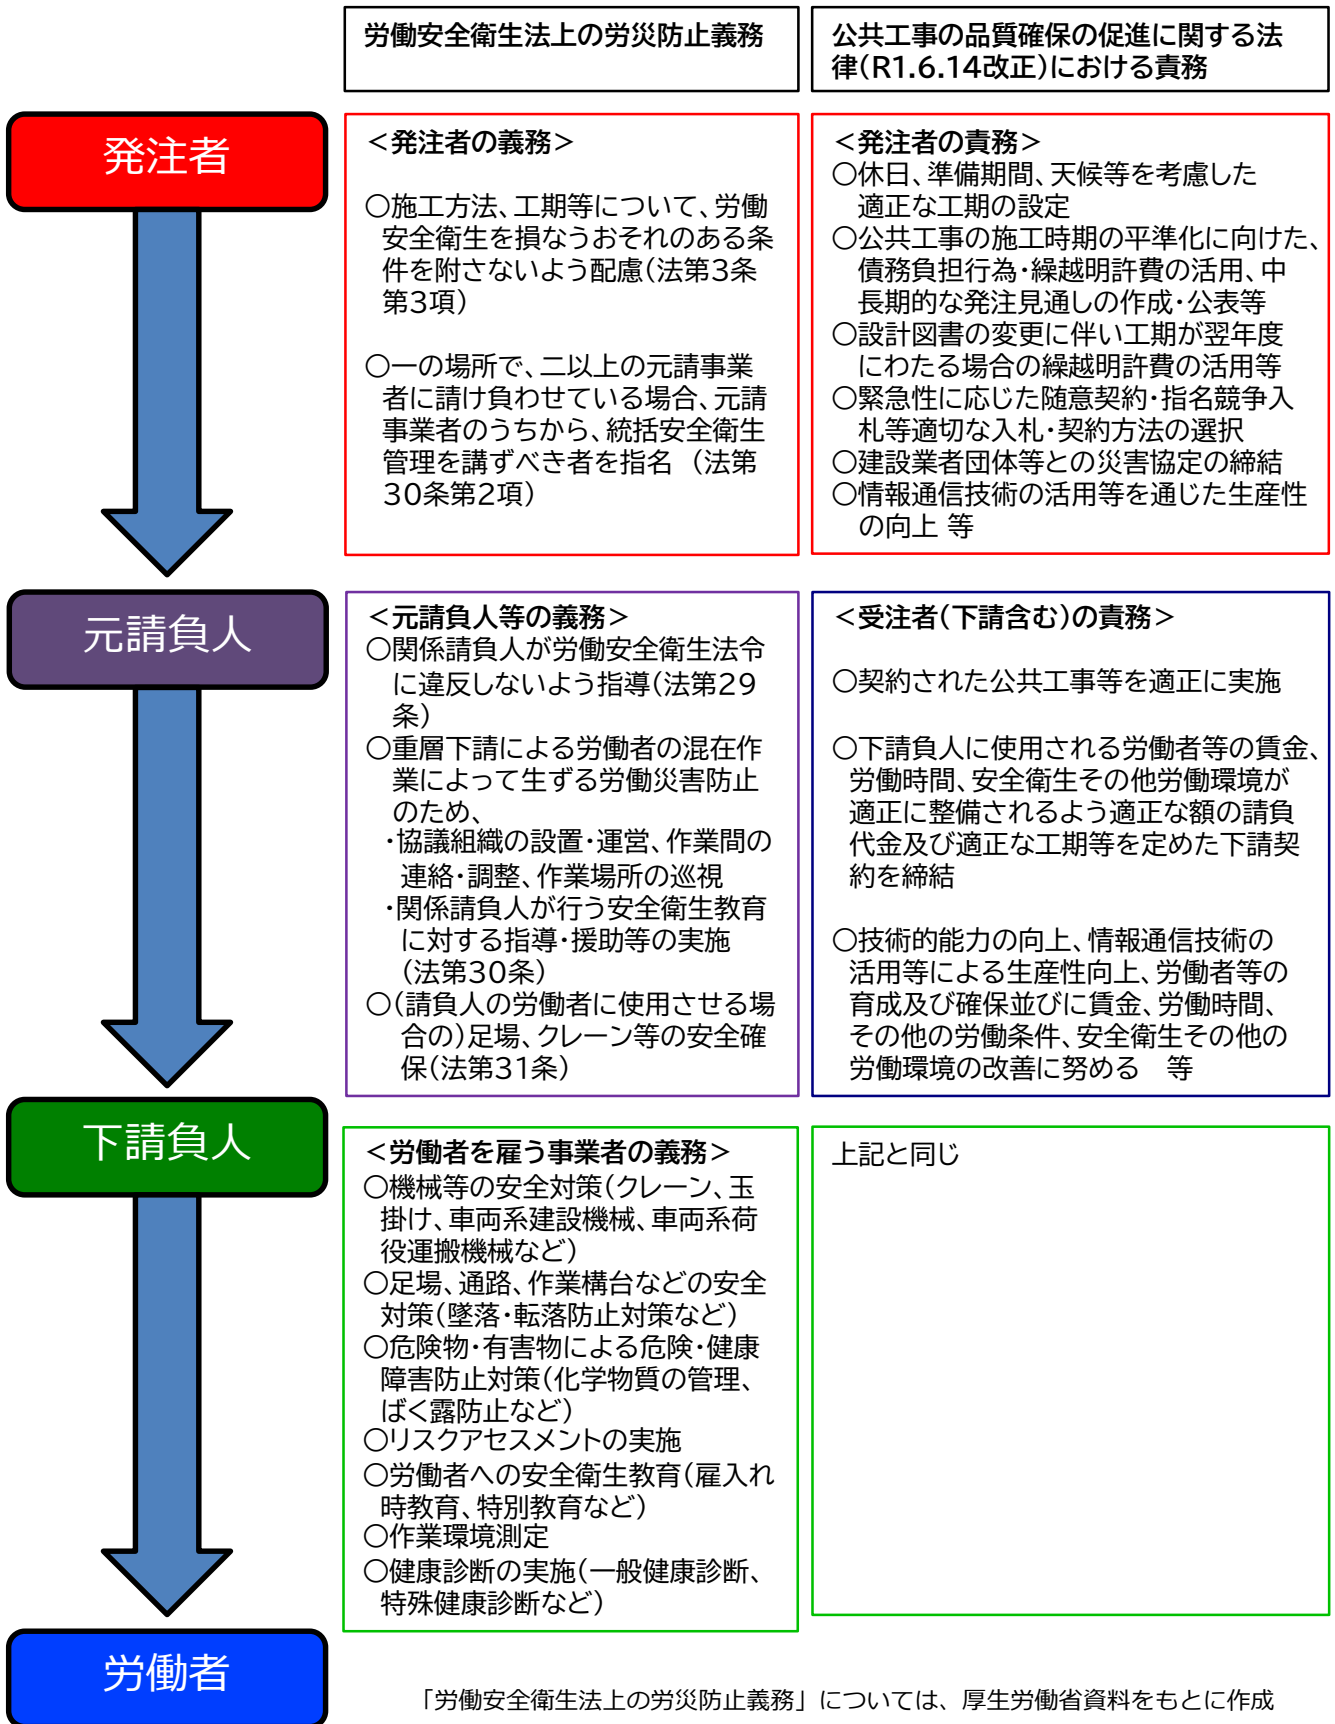 労働安全衛生法上の労災防止義務
公共工事の品質確保の促進に関する法
律(R1.6.14改正)における責務
発注者
＜発注者の義務＞
○施工方法、工期等について、労働
安全衛生を損なうおそれのある条
件を附さないよう配慮(法第3条
第3項)
○一の場所で、二以上の元請事業
者に請け負わせている場合、元請
事業者のうちから、統括安全衛生
管理を講ずべき者を指名 (法第
30条第2項)
＜発注者の責務＞
○休日、準備期間、天候等を考慮した
適正な工期の設定
○公共工事の施工時期の平準化に向けた、
債務負担行為・繰越明許費の活用、中
長期的な発注見通しの作成・公表等
○設計図書の変更に伴い工期が翌年度
にわたる場合の繰越明許費の活用等
○緊急性に応じた随意契約・指名競争入
札等適切な入札・契約方法の選択
○建設業者団体等との災害協定の締結
○情報通信技術の活用等を通じた生産性
の向上 等
元請負人
＜元請負人等の義務＞
○関係請負人が労働安全衛生法令
に違反しないよう指導(法第29
条)
○重層下請による労働者の混在作
業によって生ずる労働災害防止
のため、
・協議組織の設置・運営、作業間の
連絡・調整、作業場所の巡視
・関係請負人が行う安全衛生教育
に対する指導・援助等の実施
(法第30条)
○(請負人の労働者に使用させる場
合の)足場、クレーン等の安全確
保(法第31条)
＜受注者(下請含む)の責務＞
○契約された公共工事等を適正に実施
○下請負人に使用される労働者等の賃金、
労働時間、安全衛生その他労働環境が
適正に整備されるよう適正な額の請負
代金及び適正な工期等を定めた下請契
約を締結
○技術的能力の向上、情報通信技術の
活用等による生産性向上、労働者等の
育成及び確保並びに賃金、労働時間、
その他の労働条件、安全衛生その他の
労働環境の改善に努める　等
下請負人
＜労働者を雇う事業者の義務＞
○機械等の安全対策(クレーン、玉
掛け、車両系建設機械、車両系荷
役運搬機械など)
○足場、通路、作業構台などの安全
対策(墜落・転落防止対策など)
○危険物・有害物による危険・健康
障害防止対策(化学物質の管理、
ばく露防止など)
○リスクアセスメントの実施
○労働者への安全衛生教育(雇入れ
時教育、特別教育など)
○作業環境測定
○健康診断の実施(一般健康診断、
特殊健康診断など)
上記と同じ
労働者
「労働安全衛生法上の労災防止義務」については、厚生労働省資料をもとに作成